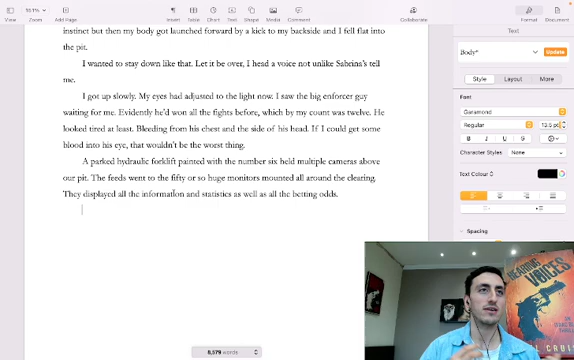 161%
View
Zoom
Add Page
Insert
Table
Chart
Text
Shape
Media
Comment
Collaborate
Format
Document
instinct but then my body got launched forward by a kick to my backside and I fell flat into
the pit.
I wanted to stay down like that. Let it be over, I head a voice not unlike Sabrina's tell
me.
I got up slowly. My eyes had adjusted to the light now. I saw the big enforcer guy
waiting for me. Evidently he'd won all the fights before, which by my count was twelve. He
looked tired at least. Bleeding from his chest and the side of his head. If I could get some
blood into his eye, that wouldn't be the worst thing.
A parked hydraulic forklift painted with the number six held multiple cameras above
our pit. The feeds went to the fifty or so huge monitors mounted all around the clearing.
They displayed all the information and statistics as well as all the betting odds.
8,579 words
Text
Body*
Update
Style
Layout
More
Font
Garamond
Regular
13.5 pt
B
I
U
S
Character Styles
None
Text Colour
Spacing
HEARING
VOICES